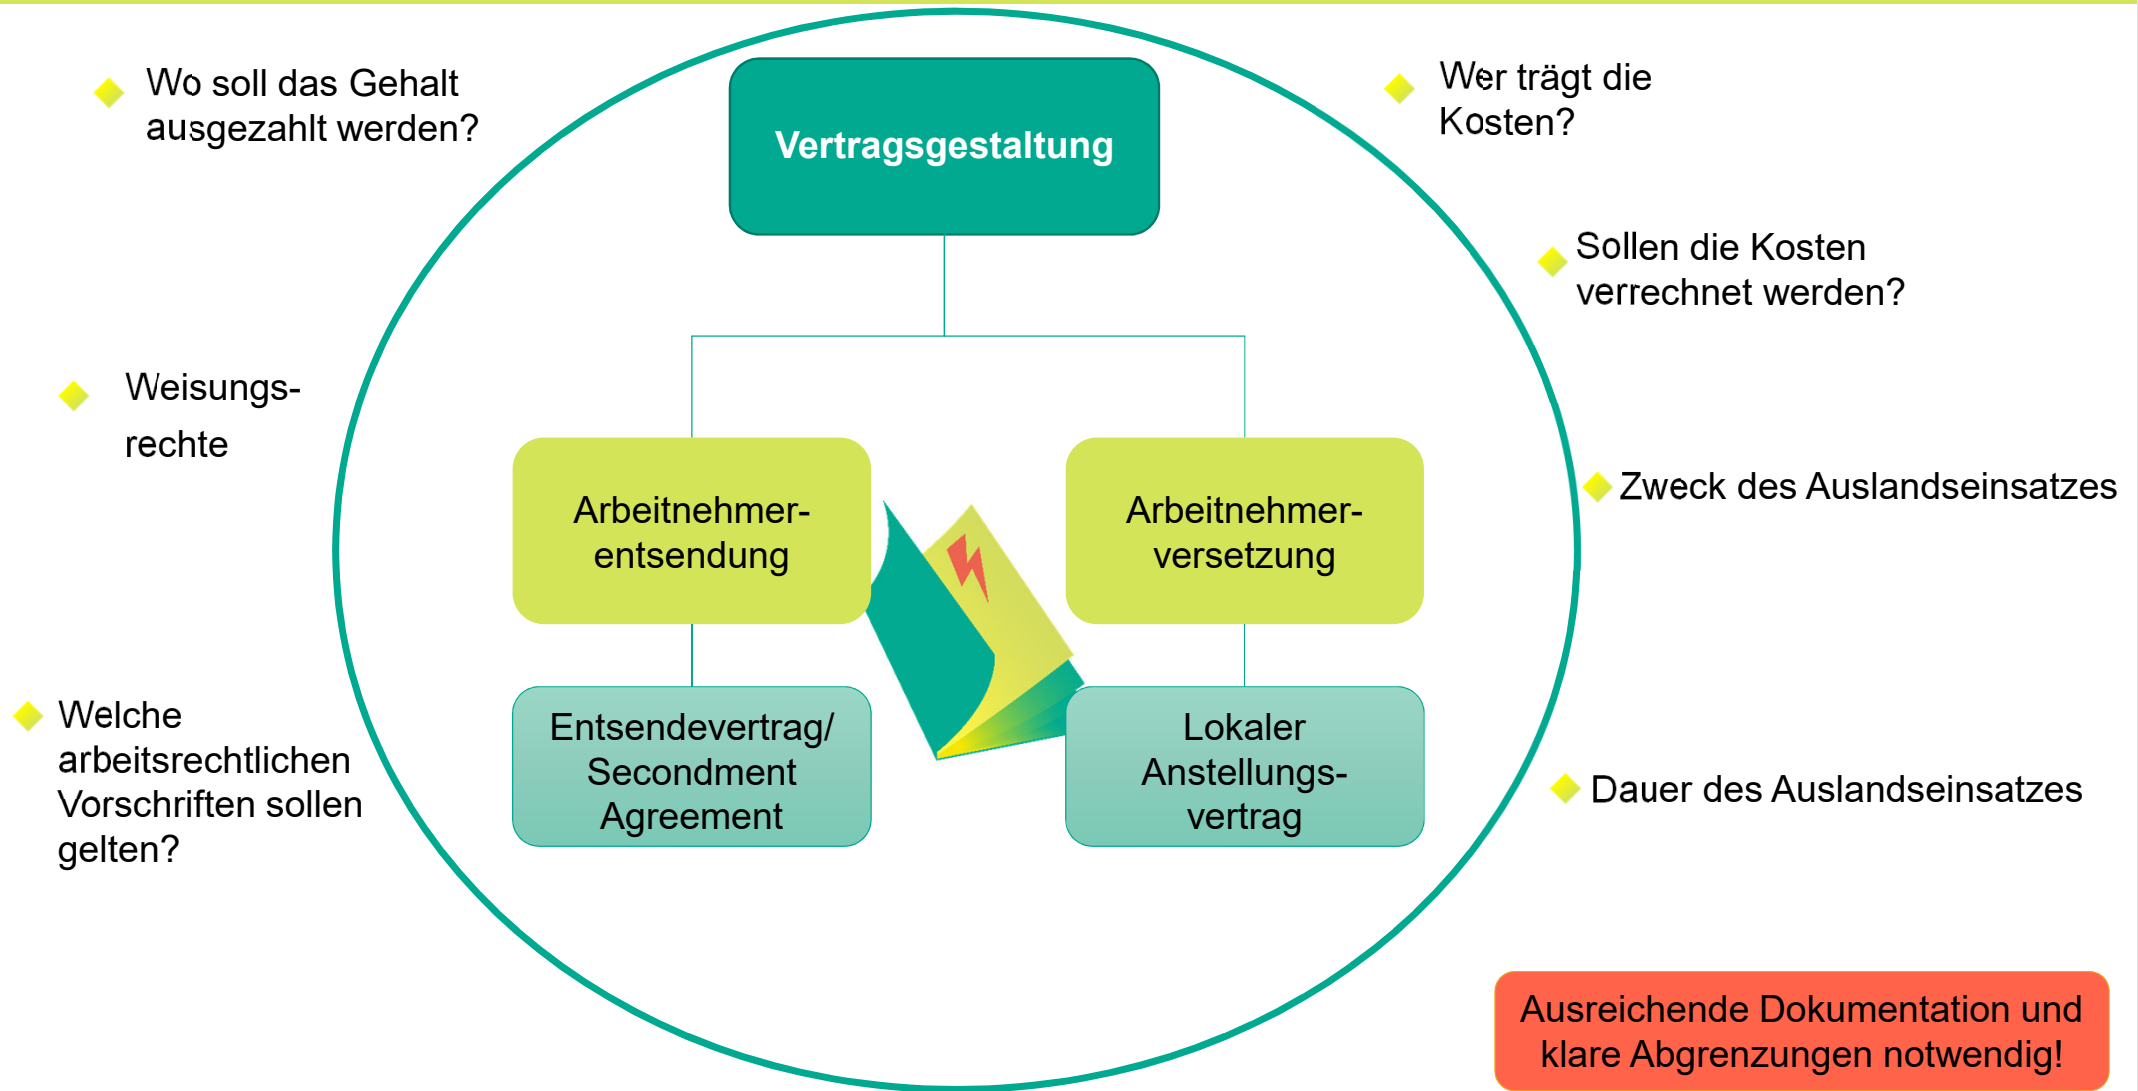 Wo soll das Gehalt
ausgezahlt werden?
Weisungs-
rechte
Welche
arbeitsrechtlichen
Vorschriften sollen
gelten?
Vertragsgestaltung
Arbeitnehmer-
entsendung
Entsendevertrag/
Secondment
Agreement
Arbeitnehmer-
versetzung
Lokaler
Anstellungs-
vertrag
Wer trägt die
Kosten?
Sollen die Kosten
verrechnet werden?
Zweck des Auslandseinsatzes
Dauer des Auslandseinsatzes
Ausreichende Dokumentation und
klare Abgrenzungen notwendig!